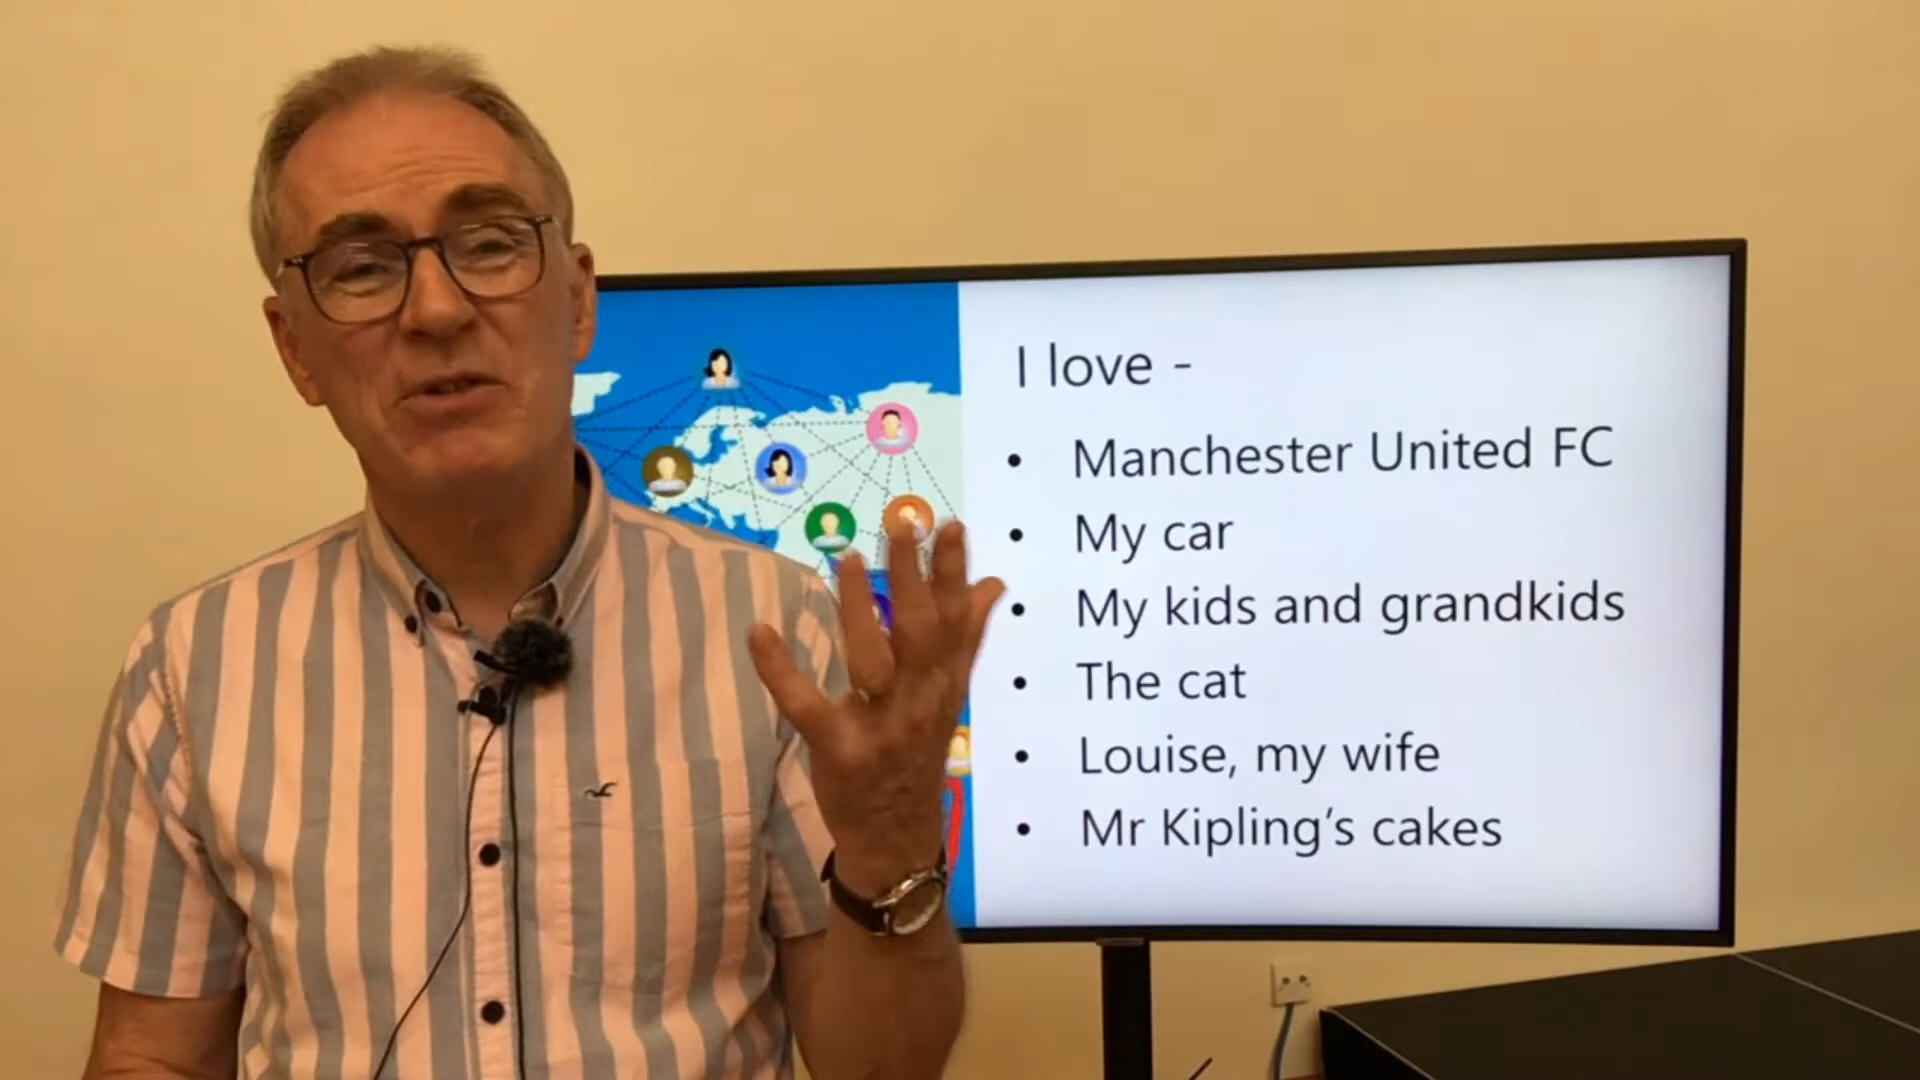 I love -
• Manchester United FC
• My car
• My kids and grandkids
• The cat
• Louise, my wife
• Mr Kipling's cakes